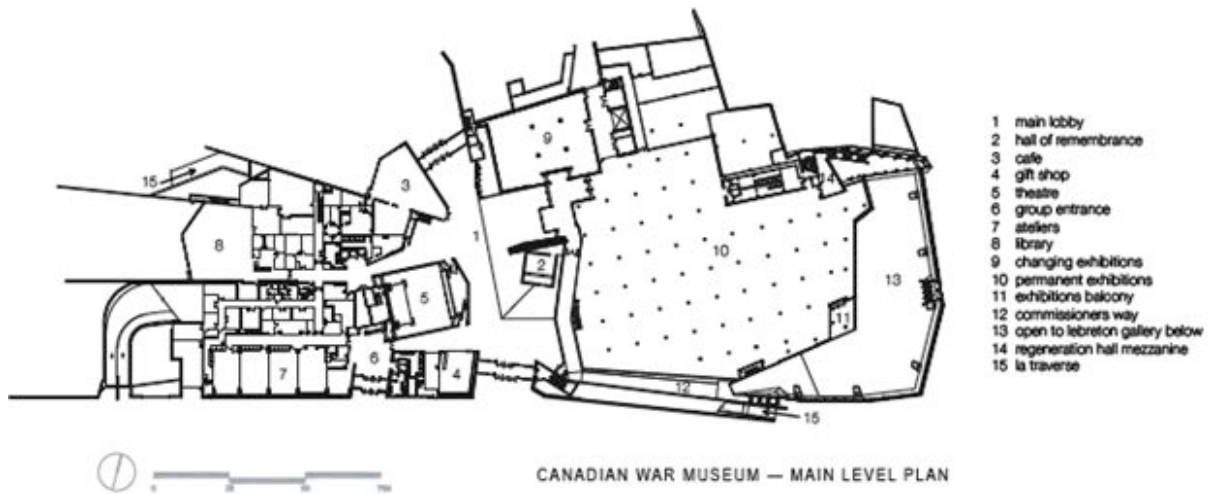 15
3
9
8
1
2
5
10
14
13
11
6
7
4
12
15
1 main lobby
2 hall of remembrance
3 cafe
4 gift shop
5 theatre
6 group entrance
7 ateliers
8 library
9 changing exhibitions
10 permanent exhibitions
11 exhibitions balcony
12 commissioners way
13 open to lebreton gallery below
14 regeneration hall mezzanine
15 la traverse
0
CANADIAN WAR MUSEUM — MAIN LEVEL PLAN